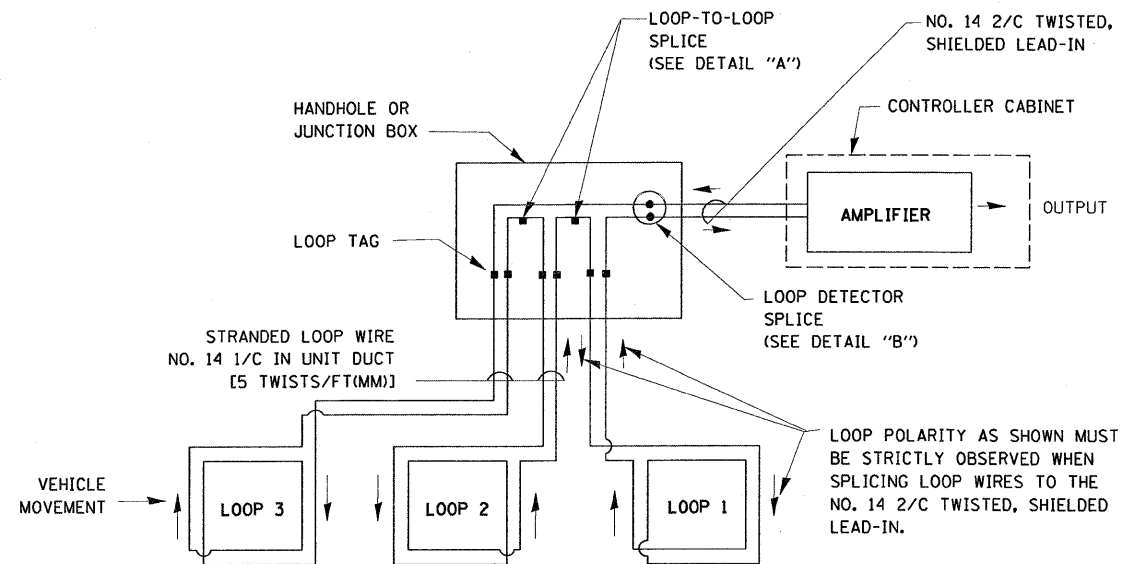 LOOP-TO-LOOP
SPLICE
(SEE DETAIL "A")
NO. 14 2/C TWISTED,
SHIELDED LEAD-IN
HANDHOLE OR
JUNCTION BOX
CONTROLLER CABINET
AMPLIFIER
OUTPUT
LOOP TAG
LOOP DETECTOR
SPLICE
(SEE DETAIL "B")
STRANDED LOOP WIRE
NO. 14 1/C IN UNIT DUCT
[5 TWISTS/FT(MM)]
LOOP POLARITY AS SHOWN MUST
BE STRICTLY OBSERVED WHEN
SPLICING LOOP WIRES TO THE
NO. 14 2/C TWISTED, SHIELDED
LEAD-IN.
VEHICLE
MOVEMENT
LOOP 3
LOOP 2
LOOP 1